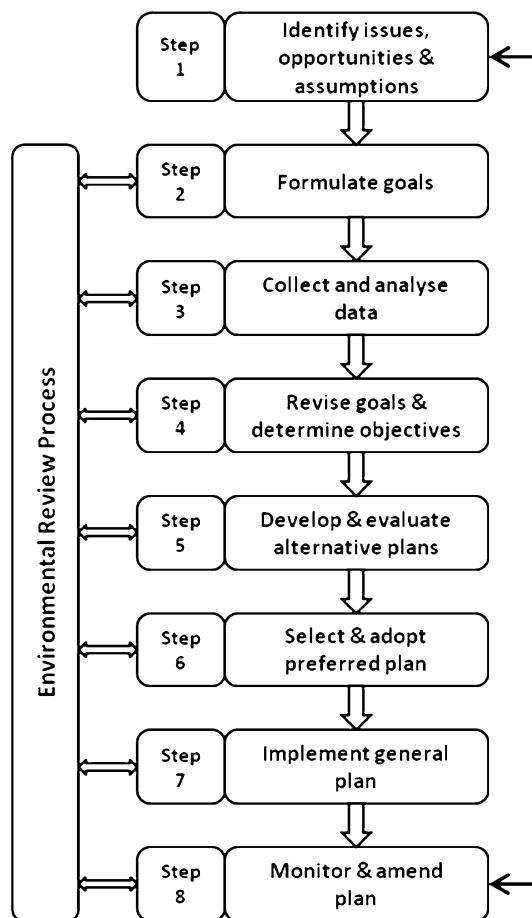 Step
1
Identify issues,
opportunities &
assumptions
Step
2
Formulate goals
Step
3
Collect and analyse
data
Step
4
Revise goals &
determine objectives
Step
5
Develop & evaluate
alternative plans
Step
6
Select & adopt
preferred plan
Step
7
Implement general
plan
Step
8
Monitor & amend
plan
Environmental Review Process